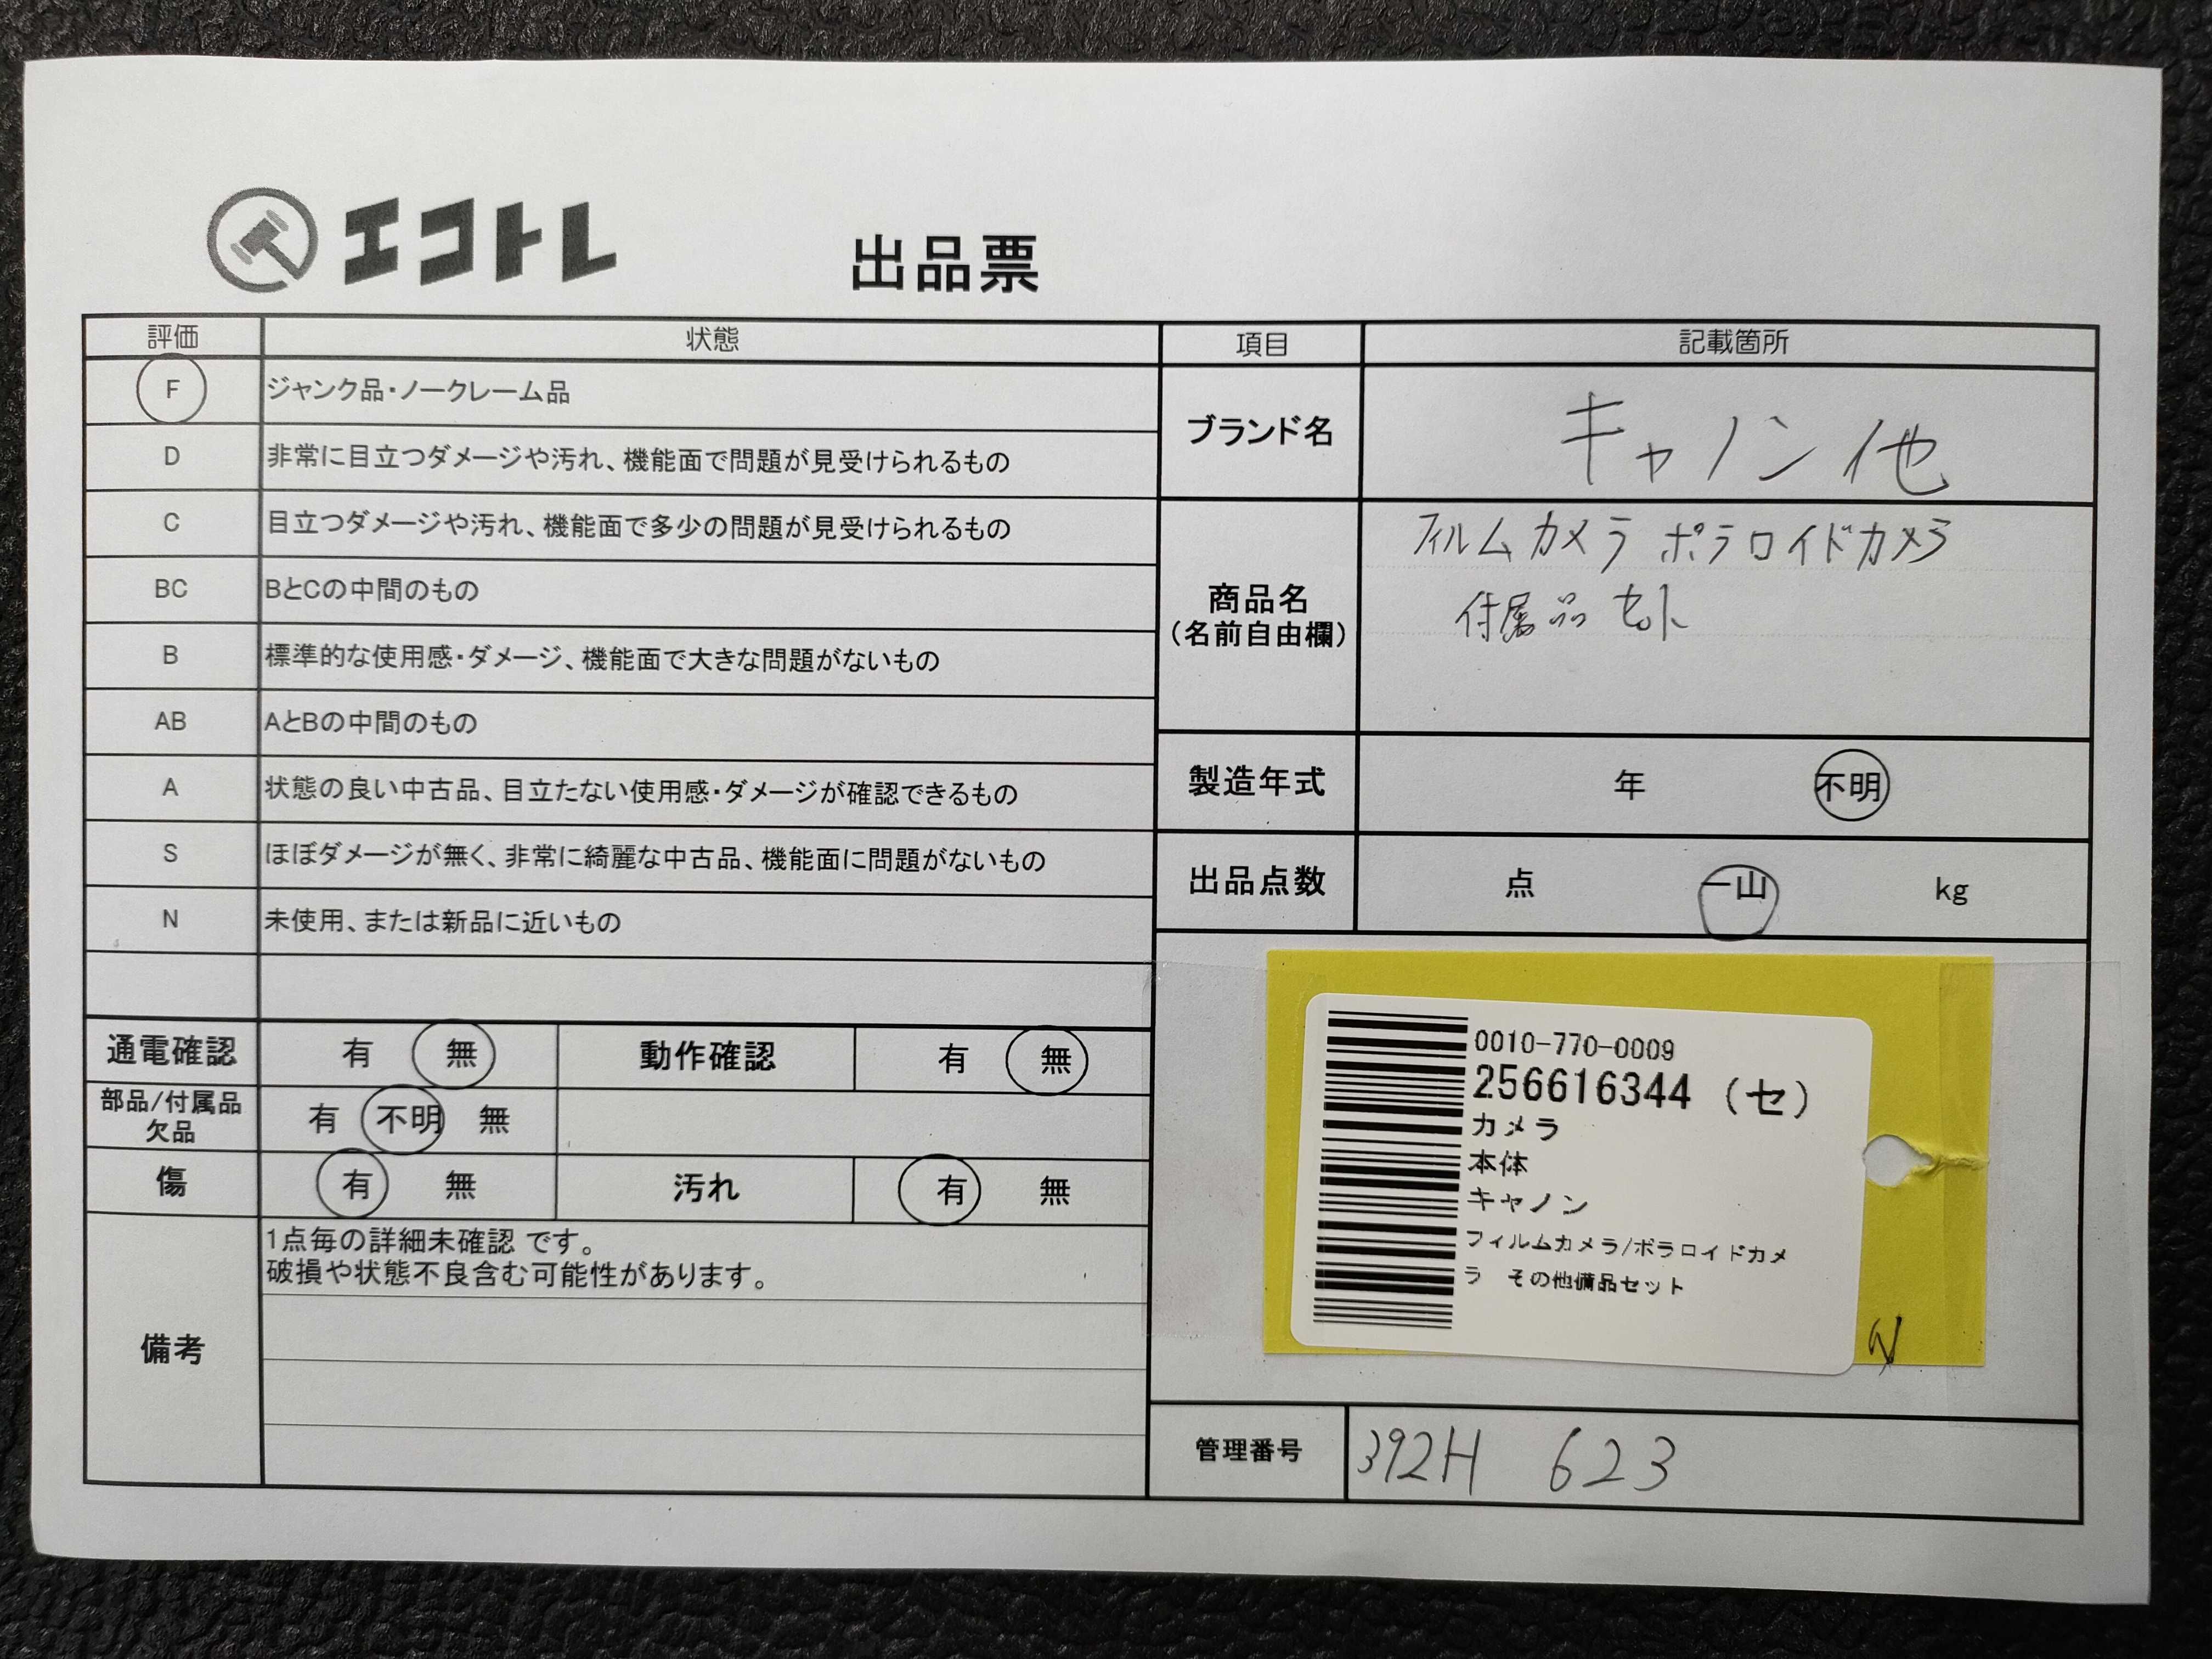 エコトレ
出品票
評価 状態
F ジャンク品・ノークレーム品
D 非常に目立つダメージや汚れ、機能面で問題が見受けられるもの
C 目立つダメージや汚れ、機能面で多少の問題が見受けられるもの
BC BとCの中間のもの
B 標準的な使用感・ダメージ、機能面で大きな問題がないもの
AB AとBの中間のもの
A 状態の良い中古品、目立たない使用感・ダメージが確認できるもの
S ほぼダメージが無く、非常に綺麗な中古品、機能面に問題がないもの
N 未使用、または新品に近いもの
通電確認 有 無 動作確認 有 無
部品/付属品
欠品 有 不明 無
傷 有 無 汚れ 有 無
備考
1点毎の詳細未確認 です。
破損や状態不良含む可能性があります。
項目 記載箇所
ブランド名 キャノン他
商品名
(名前自由欄)
フィルムカメラ ポラロイドカメラ
付属品 セット
製造年式 年 不明
出品点数 点 一山 kg
0010-770-0009
256616344 (セ)
カメラ
本体
キャノン
フィルムカメラ/ポラロイドカメ
ラ その他備品セット
管理番号 392H 623